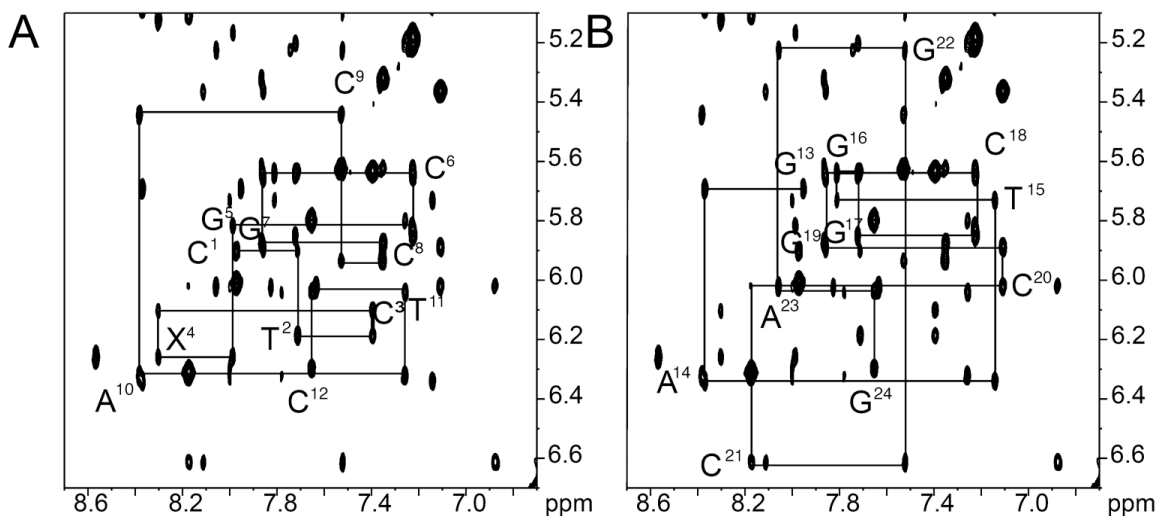 A
B
5.2
5.4
5.6
5.8
6.0
6.2
6.4
6.6
C⁹
C⁶
G⁵
G⁷
C¹
C⁸
C³
T¹¹
X⁴
T²
A¹⁰
C¹²
8.6
8.2
7.8
7.4
7.0
ppm
G²²
G¹⁶
C¹⁸
G¹³
T¹⁵
G¹⁹
G¹⁷
C²⁰
A²³
A¹⁴
G²⁴
C²¹
5.2
5.4
5.6
5.8
6.0
6.2
6.4
6.6
8.6
8.2
7.8
7.4
7.0
ppm